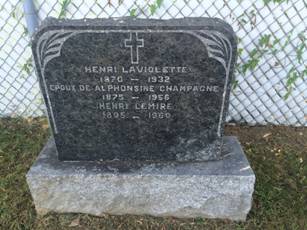 HENRI LAVIOLETTE
1870 - 1932
EPOUX DE ALPHONSINE CHAMPAGNE
1875 - 1956
HENRI LEMIRE
1895 - 1960